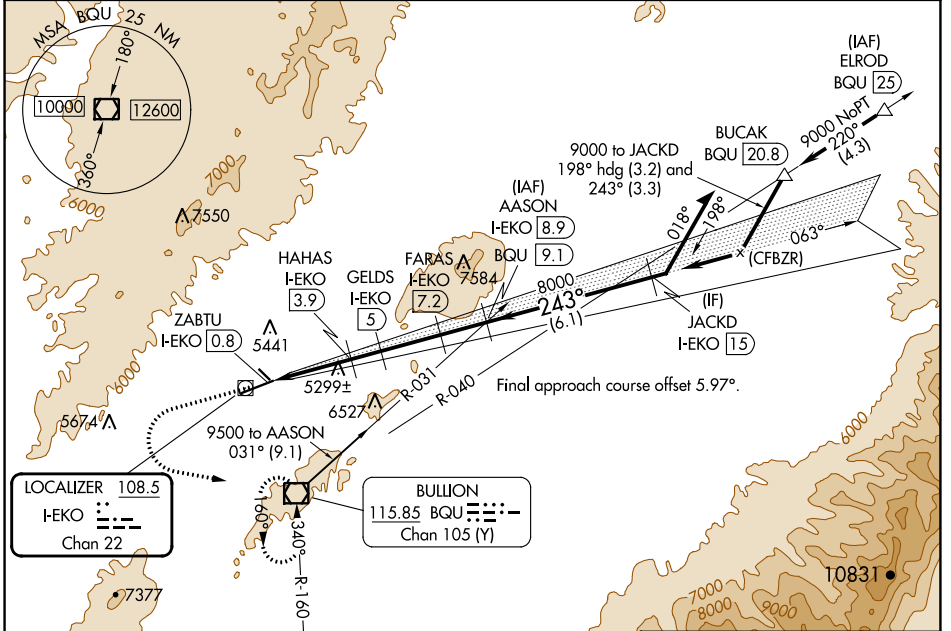 MSA BQU 25 NM
180°
10000
12600
360°
6000
7000
7550
(IAF)
ELROD
BQU 25
9000 NoPT
220°
(4.3)
BUCAK
BQU 20.8
9000 to JACKD
198° hdg (3.2) and
243° (3.3)
(IAF)
AASON
I-EKO 8.9
BQU 9.1
018°
198°
063°
(CFBZR)
HAHAS
I-EKO
3.9
GELDS
I-EKO
5
FARAS
I-EKO
7.2
7584
8000
243°
(6.1)
(IF)
JACKD
I-EKO 15
ZABTU
I-EKO 0.8
5441
5299±
6527
R-031
R-040
Final approach course offset 5.97°.
6000
5674
6000
9500 to AASON
031° (9.1)
LOCALIZER 108.5
I-EKO
Chan 22
160°
340°
R-160
BULLION
115.85 BQU
Chan 105 (Y)
7377
10831
7000
8000
9000